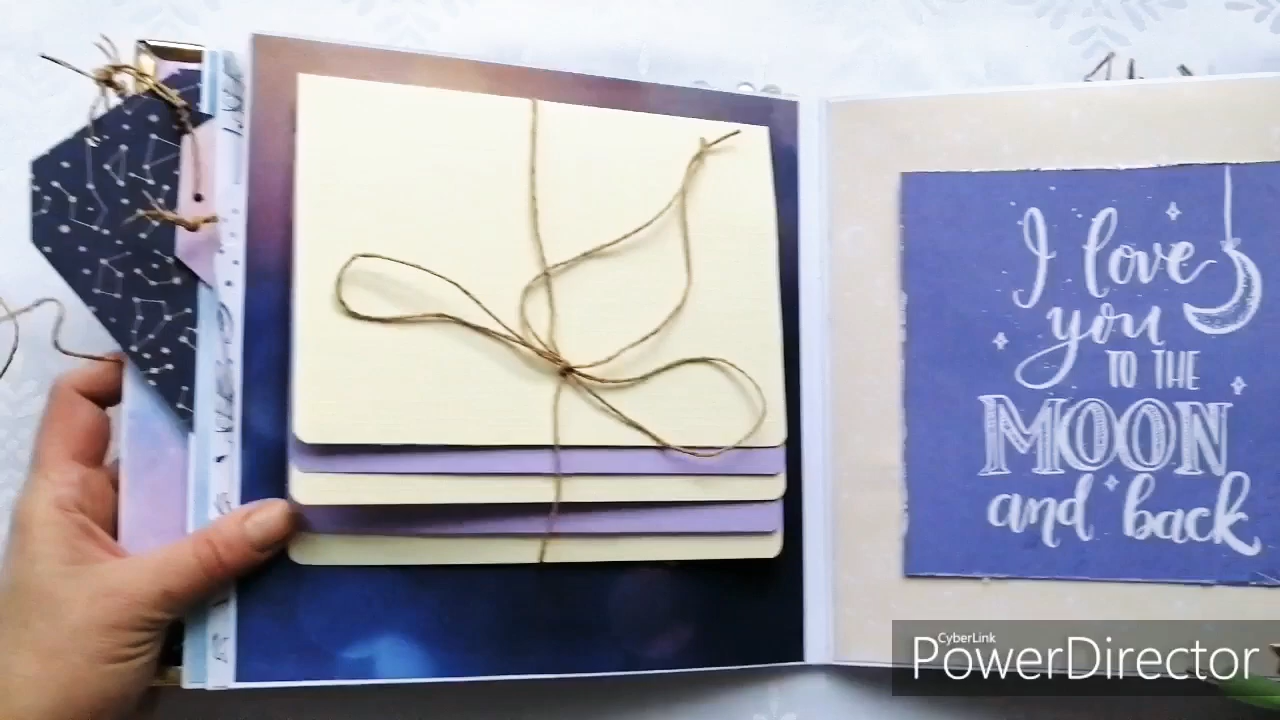 I love
you
TO THE
MOON
and back
CyberLink
PowerDirector